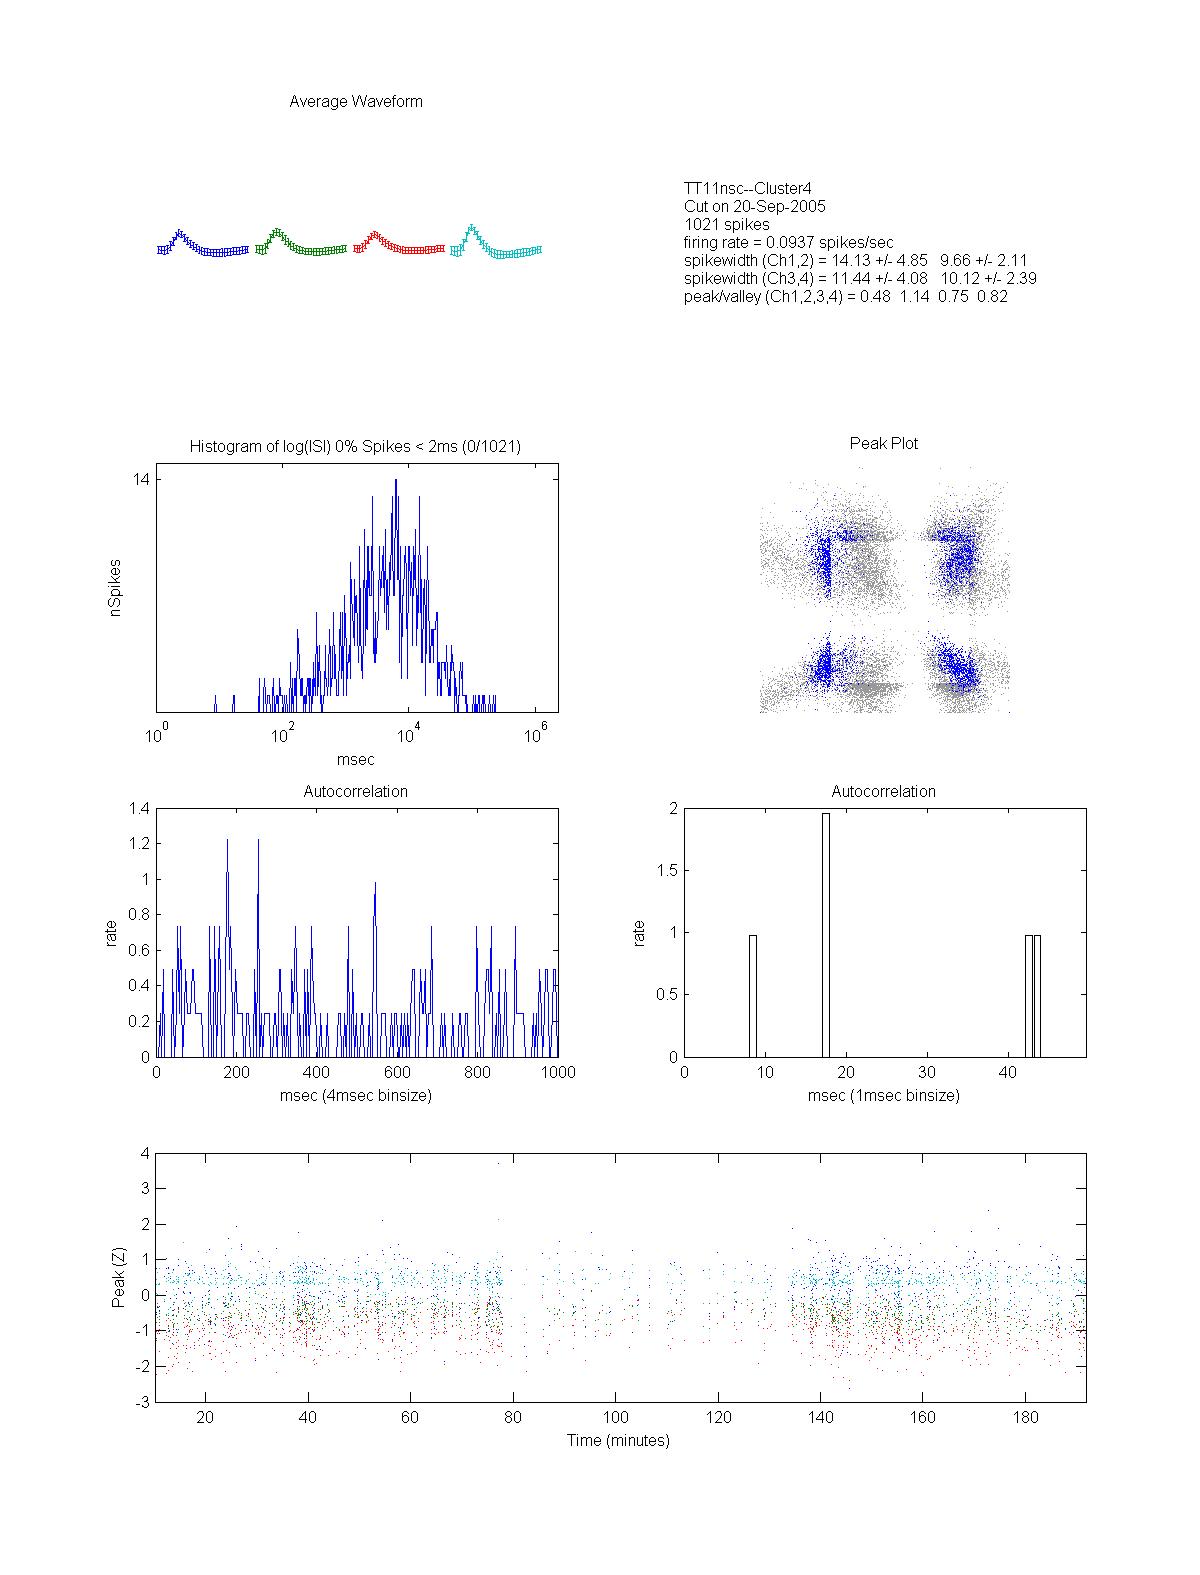 Average Waveform
TT11nsc--Cluster4
Cut on 20-Sep-2005
1021 spikes
firing rate = 0.0937 spikes/sec
spikewidth (Ch1,2) = 14.13 +/- 4.85   9.66 +/- 2.11
spikewidth (Ch3,4) = 11.44 +/- 4.08   10.12 +/- 2.39
peak/valley (Ch1,2,3,4) = 0.48  1.14  0.75  0.82
Histogram of log(ISI) 0% Spikes < 2ms (0/1021)
14
nSpikes
10^0 10^2 10^4 10^6
msec
Peak Plot
Autocorrelation
1.4
1.2
1
0.8
0.6
0.4
0.2
0
rate
0 200 400 600 800 1000
msec (4msec binsize)
Autocorrelation
2
1.5
1
0.5
0
rate
0 10 20 30 40
msec (1msec binsize)
4
3
2
1
0
-1
-2
-3
Peak (Z)
20 40 60 80 100 120 140 160 180
Time (minutes)